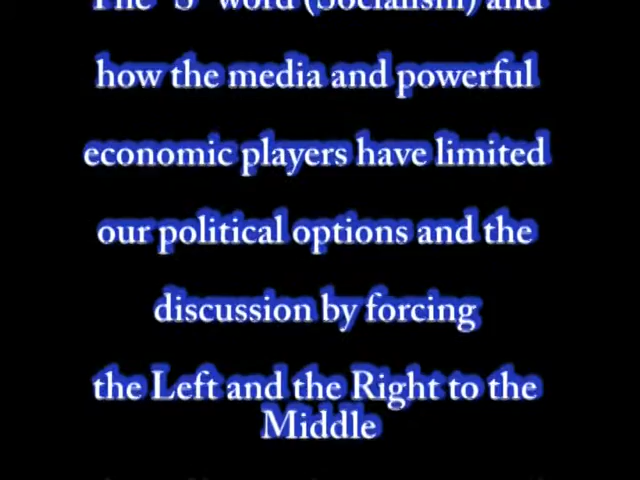 The "S" word (Socialism) and
how the media and powerful
economic players have limited
our political options and the
discussion by forcing
the Left and the Right to the
Middle